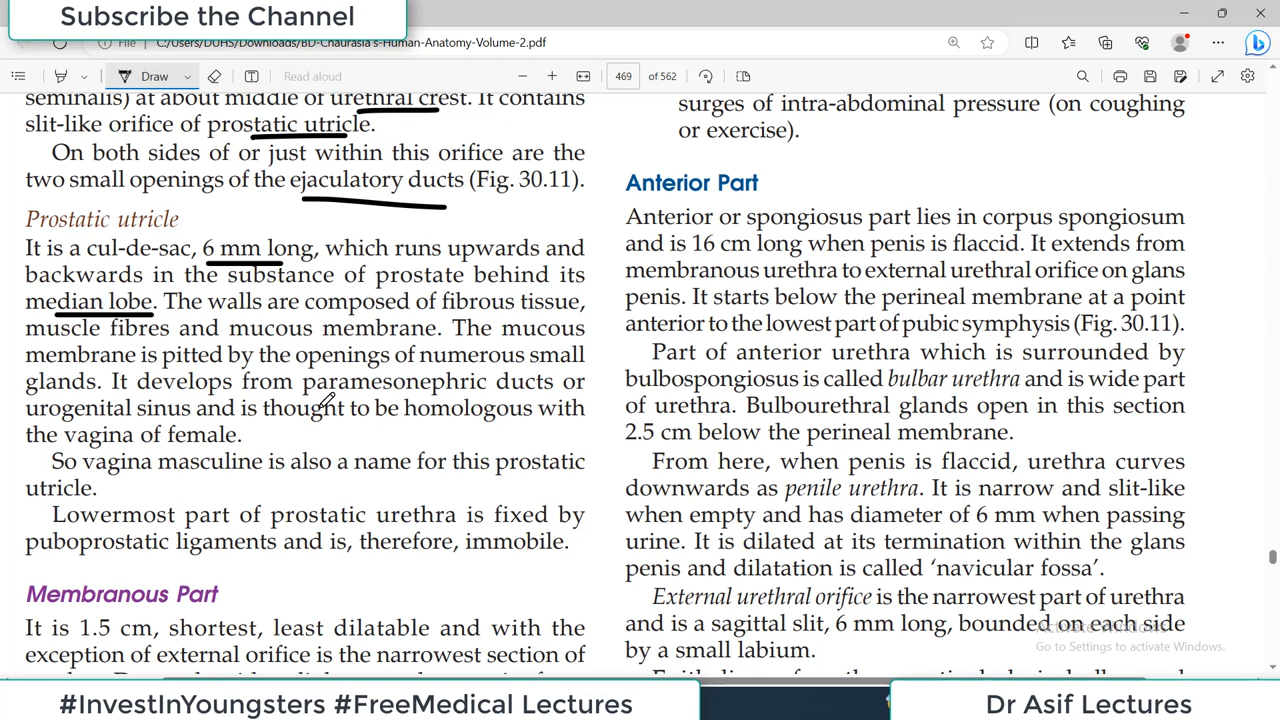 Subscribe the Channel
File
C:/Users/DUHS/Downloads/BD-Chaurasia's-Human-Anatomy-Volume-2.pdf
Draw
Read aloud
469
of 562
seminalis) at about middle of urethral crest. It contains
slit-like orifice of prostatic utricle.
On both sides of or just within this orifice are the
two small openings of the ejaculatory ducts (Fig. 30.11).
Prostatic utricle
It is a cul-de-sac, 6 mm long, which runs upwards and
backwards in the substance of prostate behind its
median lobe. The walls are composed of fibrous tissue,
muscle fibres and mucous membrane. The mucous
membrane is pitted by the openings of numerous small
glands. It develops from paramesonephric ducts or
urogenital sinus and is thought to be homologous with
the vagina of female.
So vagina masculine is also a name for this prostatic
utricle.
Lowermost part of prostatic urethra is fixed by
puboprostatic ligaments and is, therefore, immobile.
Membranous Part
It is 1.5 cm, shortest, least dilatable and with the
exception of external orifice is the narrowest section of
surges of intra-abdominal pressure (on coughing
or exercise).
Anterior Part
Anterior or spongiosus part lies in corpus spongiosum
and is 16 cm long when penis is flaccid. It extends from
membranous urethra to external urethral orifice on glans
penis. It starts below the perineal membrane at a point
anterior to the lowest part of pubic symphysis (Fig. 30.11).
Part of anterior urethra which is surrounded by
bulbospongiosus is called bulbar urethra and is wide part
of urethra. Bulbourethral glands open in this section
2.5 cm below the perineal membrane.
From here, when penis is flaccid, urethra curves
downwards as penile urethra. It is narrow and slit-like
when empty and has diameter of 6 mm when passing
urine. It is dilated at its termination within the glans
penis and dilatation is called 'navicular fossa'.
External urethral orifice is the narrowest part of urethra
and is a sagittal slit, 6 mm long, bounded on each side
by a small labium.
Activate Windows
Go to Settings to activate Windows.
#InvestInYoungsters #FreeMedical Lectures
Dr Asif Lectures